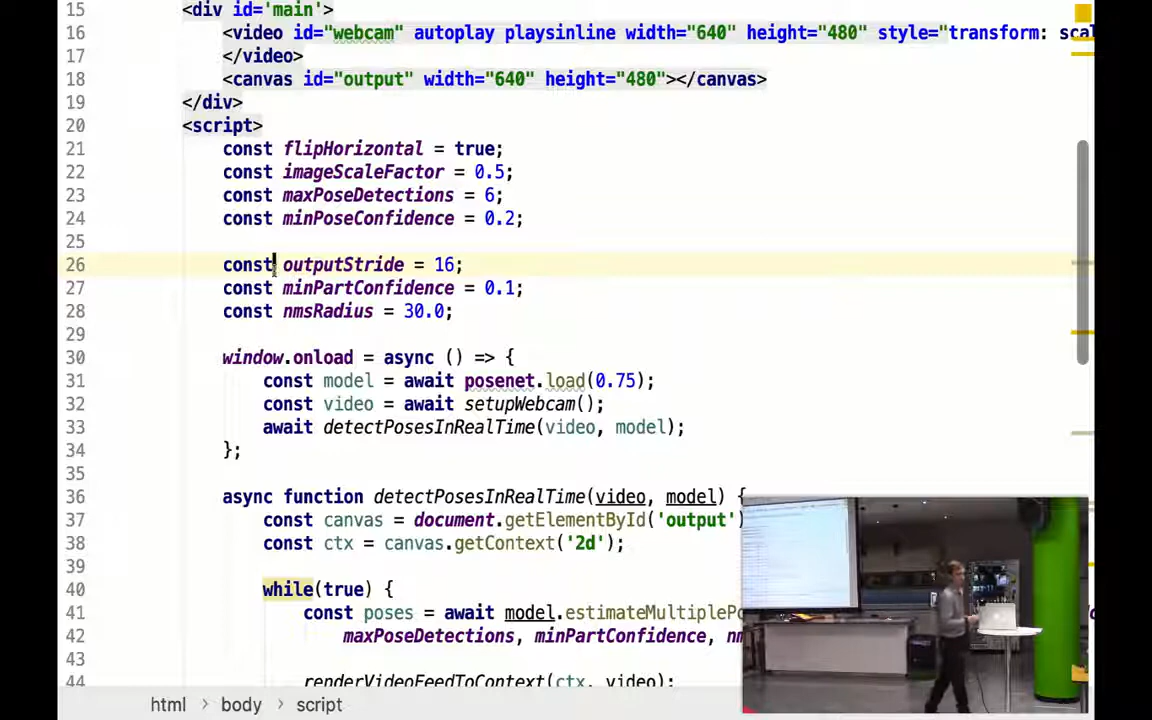 15 <div id='main'>
16 <video id="webcam" autoplay playsinline width="640" height="480" style="transform: scal
17 </video>
18 <canvas id="output" width="640" height="480"></canvas>
19 </div>
20 <script>
21 const flipHorizontal = true;
22 const imageScaleFactor = 0.5;
23 const maxPoseDetections = 6;
24 const minPoseConfidence = 0.2;
25
26 const outputStride = 16;
27 const minPartConfidence = 0.1;
28 const nmsRadius = 30.0;
29
30 window.onload = async () => {
31 const model = await posenet.load(0.75);
32 const video = await setupWebcam();
33 await detectPosesInRealTime(video, model);
34 };
35
36 async function detectPosesInRealTime(video, model) {
37 const canvas = document.getElementById('output')
38 const ctx = canvas.getContext('2d');
39
40 while(true) {
41 const poses = await model.estimateMultiplePo
42 maxPoseDetections, minPartConfidence, nm
43
44 renderVideoFeedToContext(ctx, video);
html > body > script